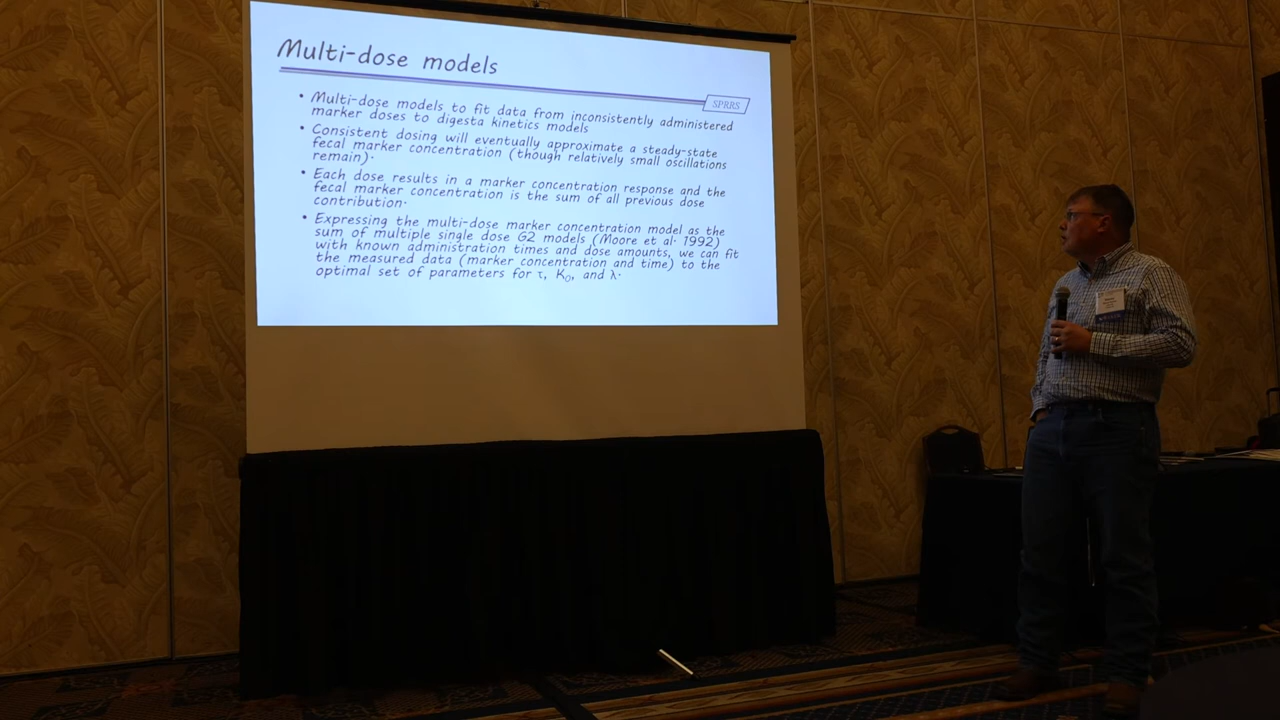 Multi-dose models
SPRRS
• Multi-dose models to fit data from inconsistently administered
marker doses to digesta kinetics models
• Consistent dosing will eventually approximate a steady-state
fecal marker concentration (though relatively small oscillations
remain).
• Each dose results in a marker concentration response and the
fecal marker concentration is the sum of all previous dose
contribution.
• Expressing the multi-dose marker concentration model as the
sum of multiple single dose G2 models (Moore et al. 1992)
with known administration times and dose amounts, we can fit
the measured data (marker concentration and time) to the
optimal set of parameters for τ, K₀, and λ.